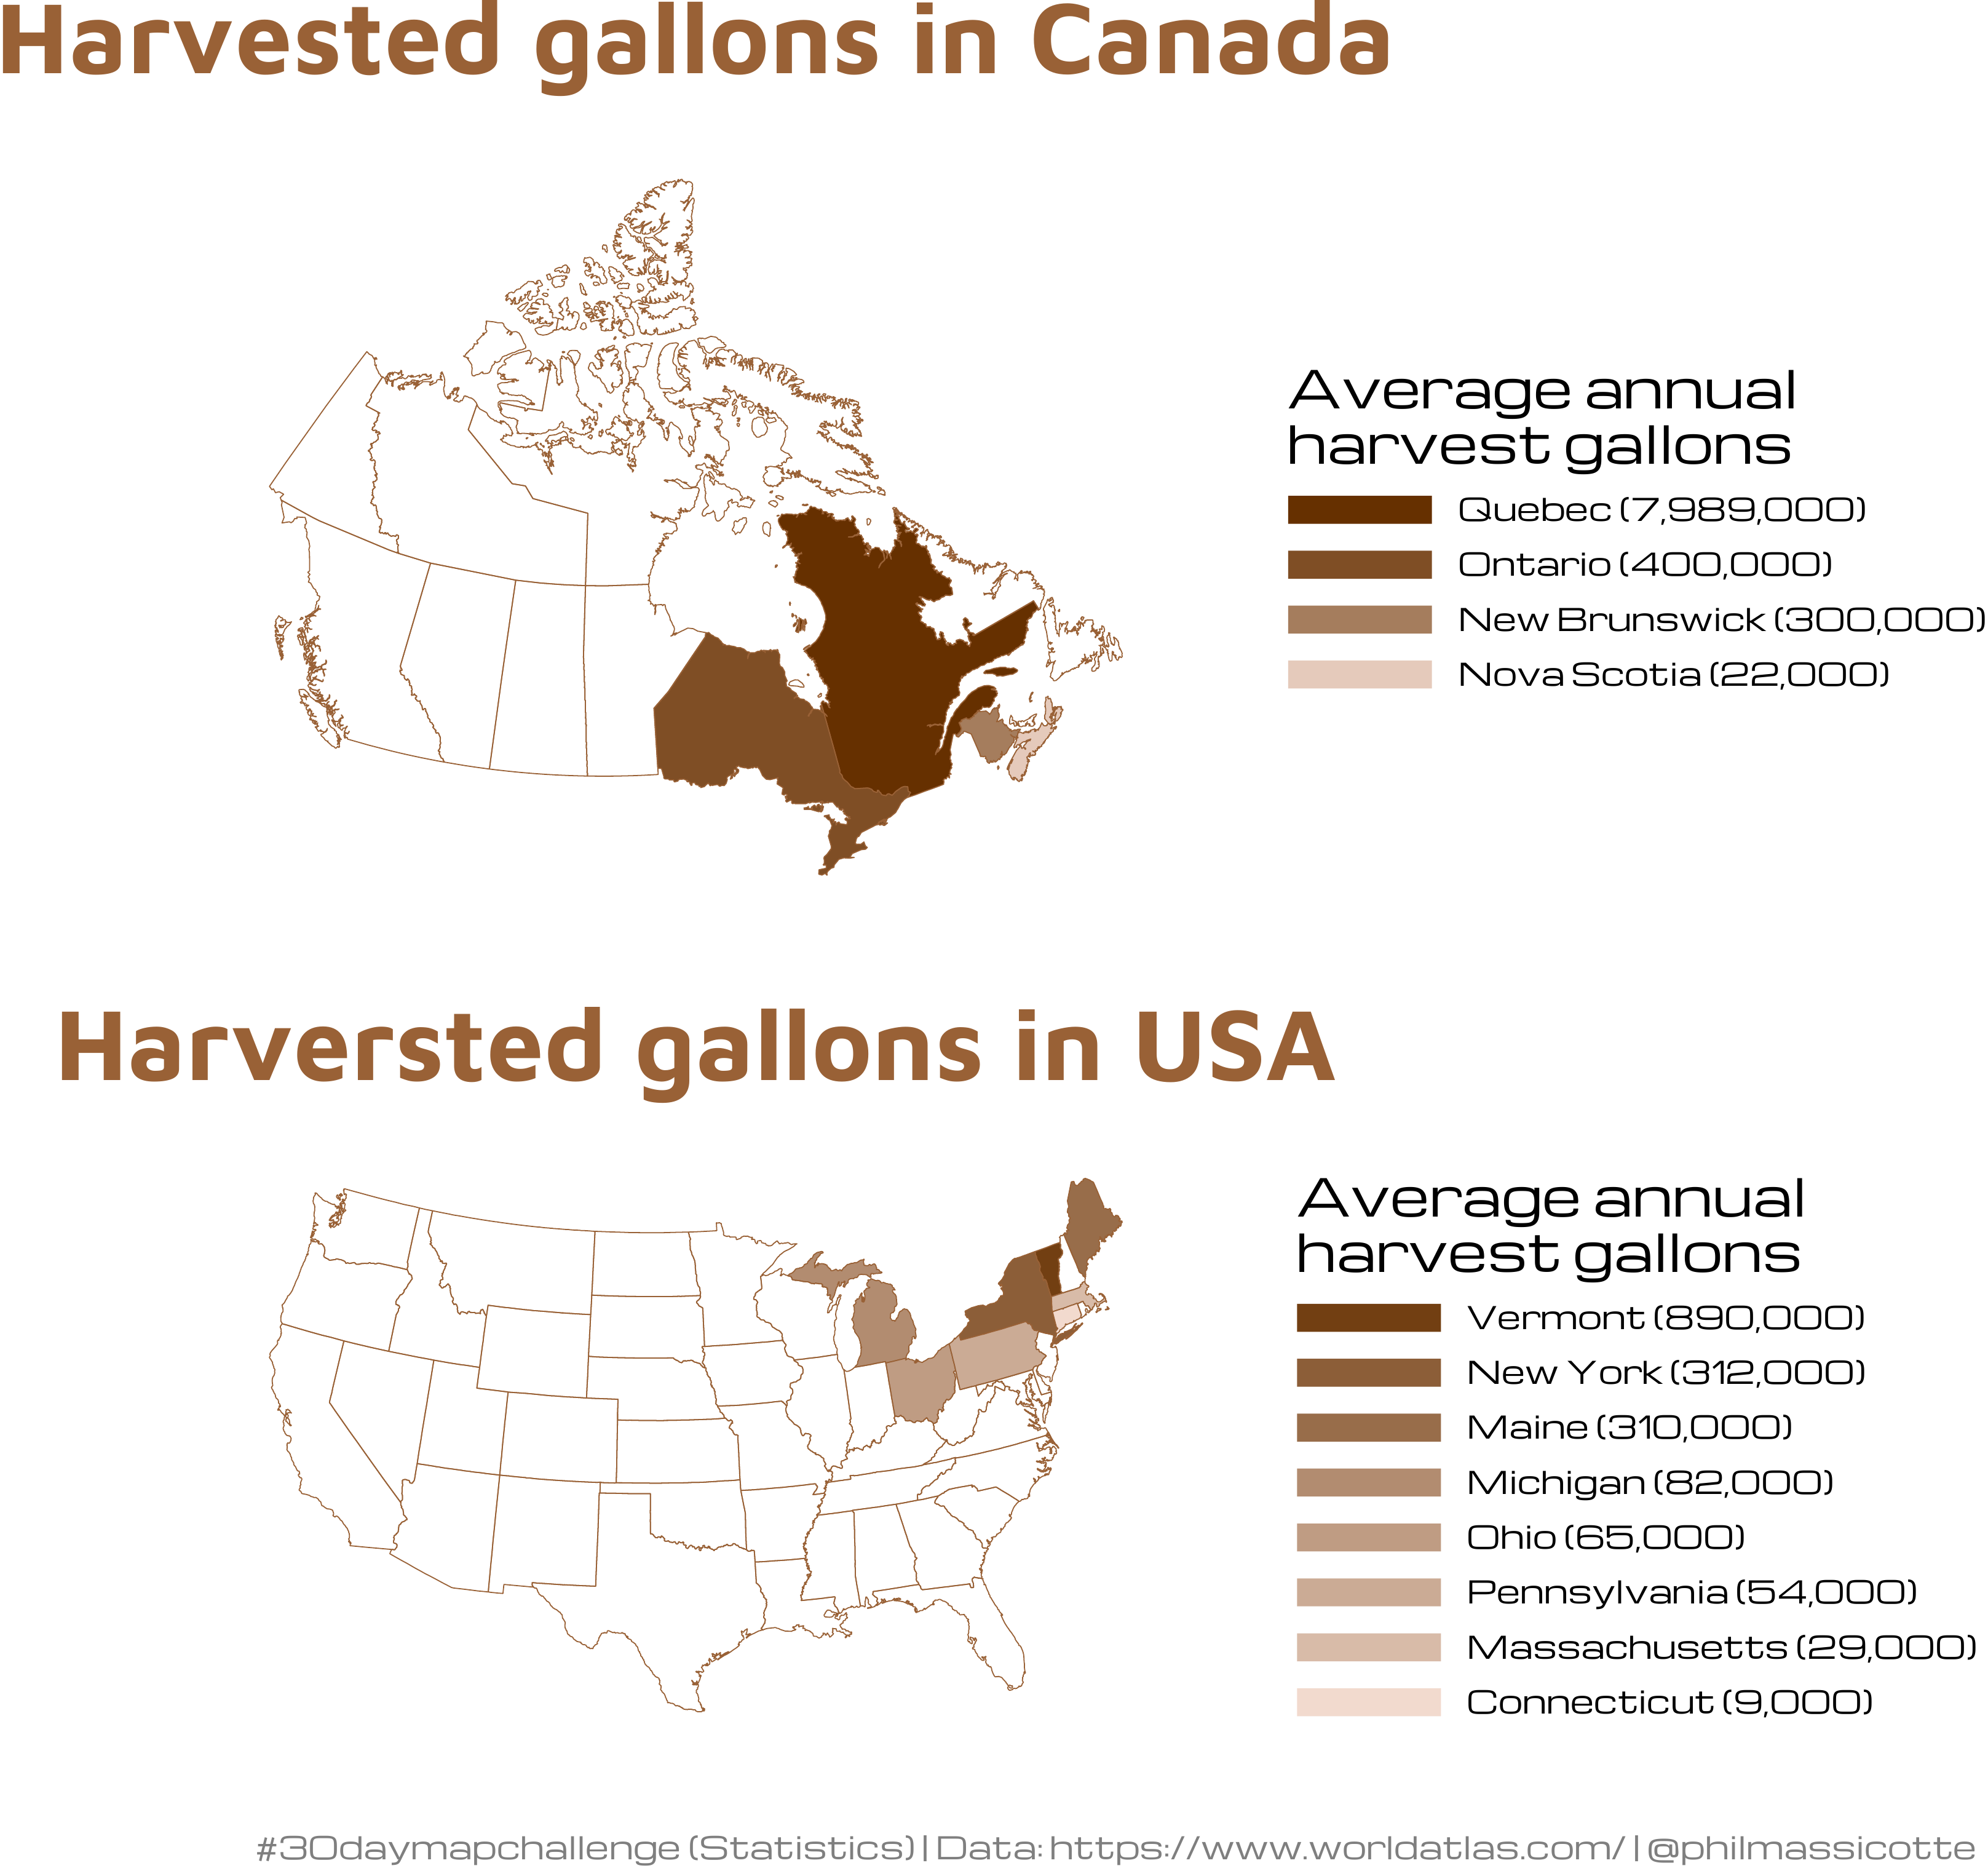 Harvested gallons in Canada
Average annual
harvest gallons
Quebec (7,989,000)
Ontario (400,000)
New Brunswick (300,000)
Nova Scotia (22,000)
Harversted gallons in USA
Average annual
harvest gallons
Vermont (890,000)
New York (312,000)
Maine (310,000)
Michigan (82,000)
Ohio (65,000)
Pennsylvania (54,000)
Massachusetts (29,000)
Connecticut (9,000)
#30daymapchallenge (Statistics) | Data: https://www.worldatlas.com/ | @philmassicotte